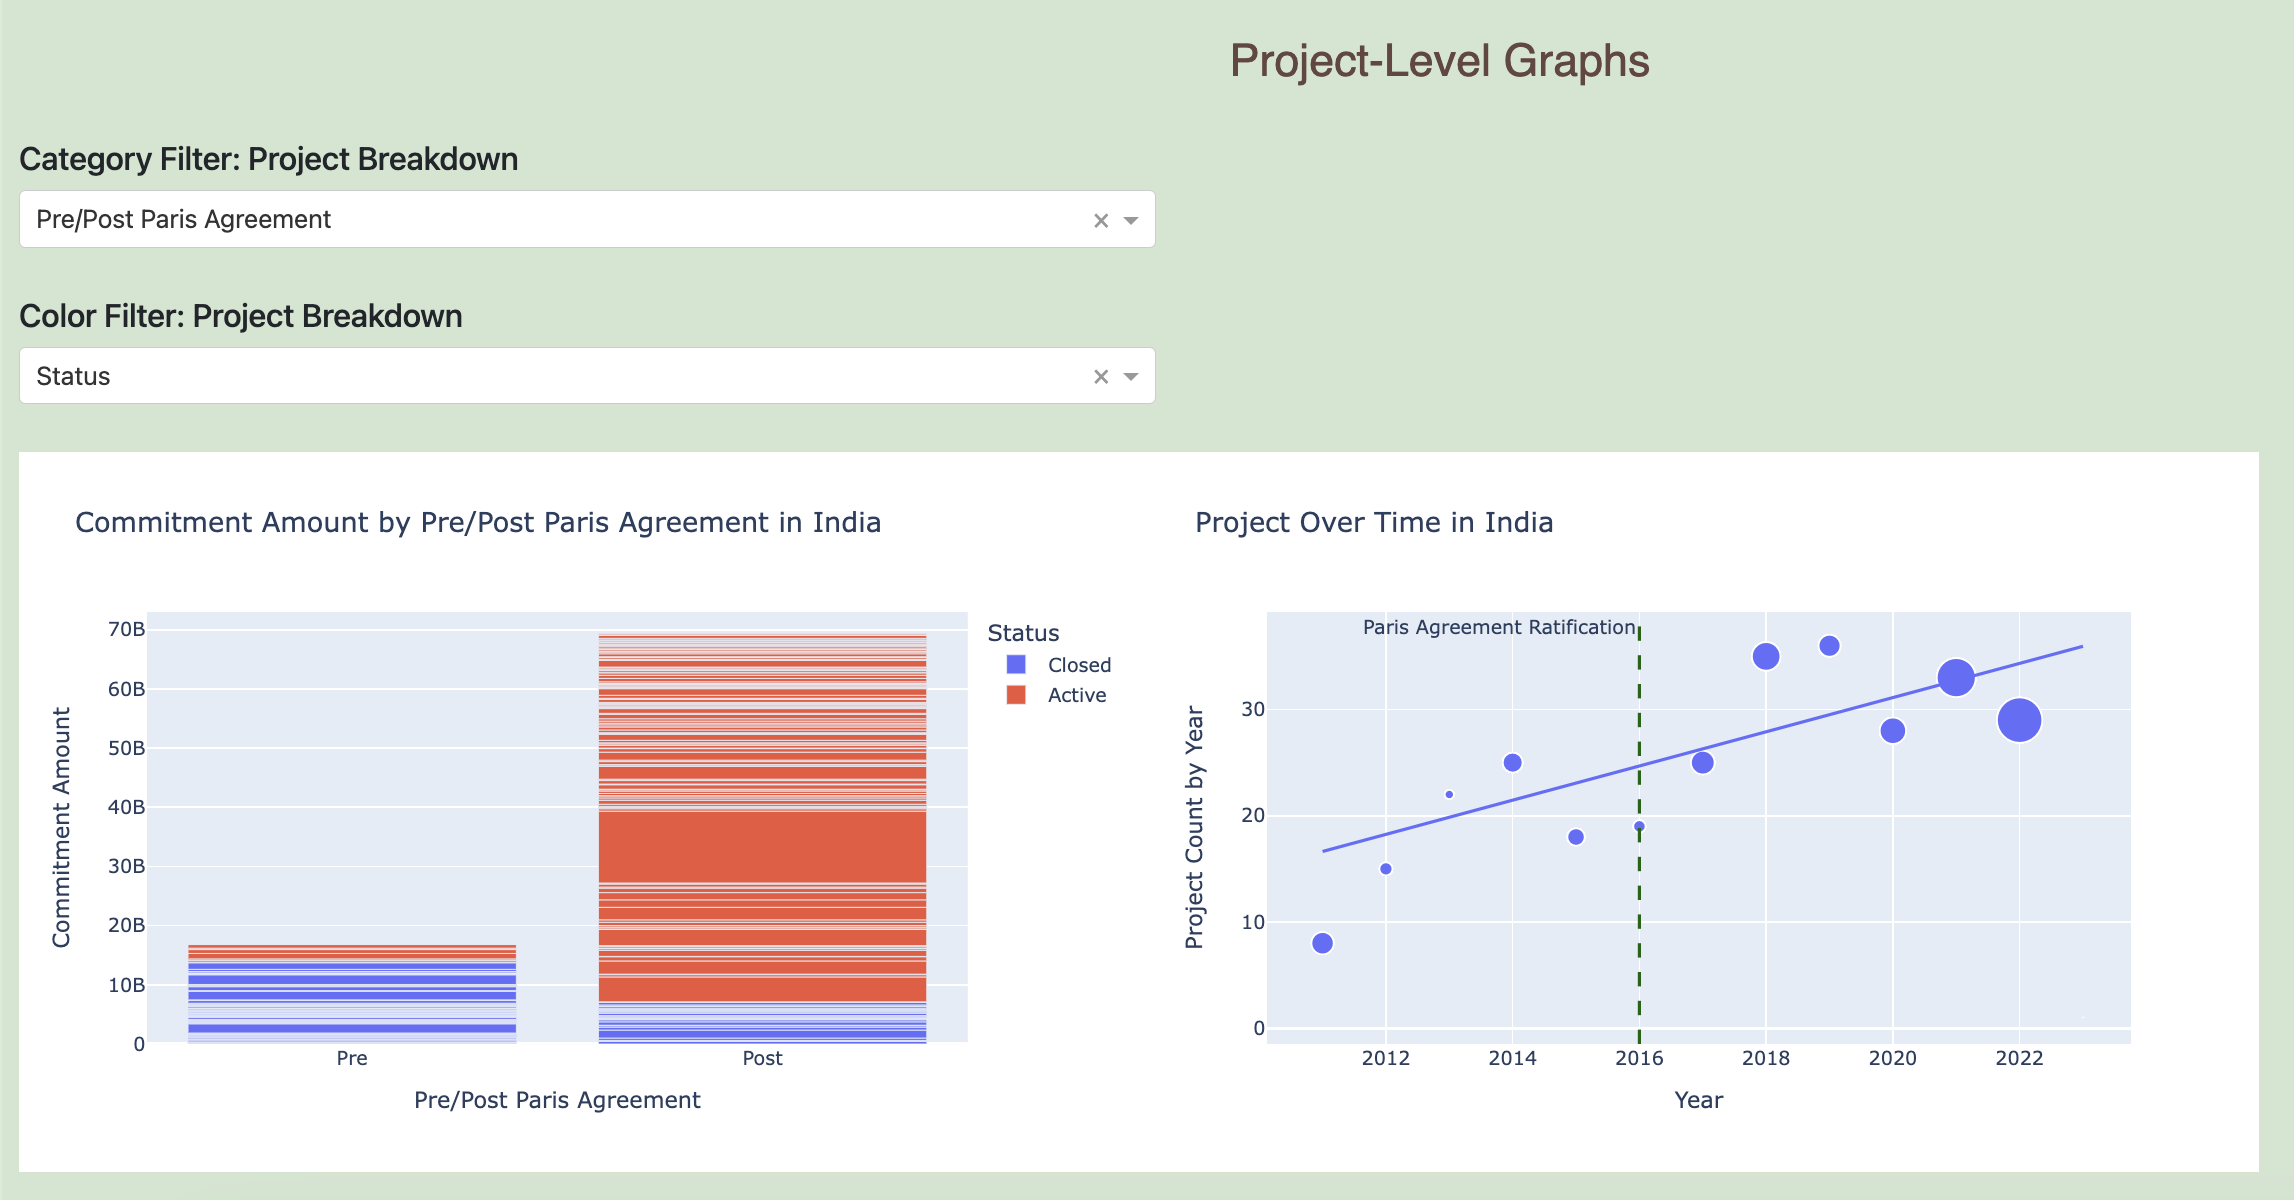 Project-Level Graphs
Category Filter: Project Breakdown
Pre/Post Paris Agreement
Color Filter: Project Breakdown
Status
Commitment Amount by Pre/Post Paris Agreement in India
70B
60B
50B
40B
30B
20B
10B
0
Commitment Amount
Pre
Post
Pre/Post Paris Agreement
Status
Closed
Active
Project Over Time in India
Paris Agreement Ratification
30
20
10
0
Project Count by Year
2012
2014
2016
2018
2020
2022
Year